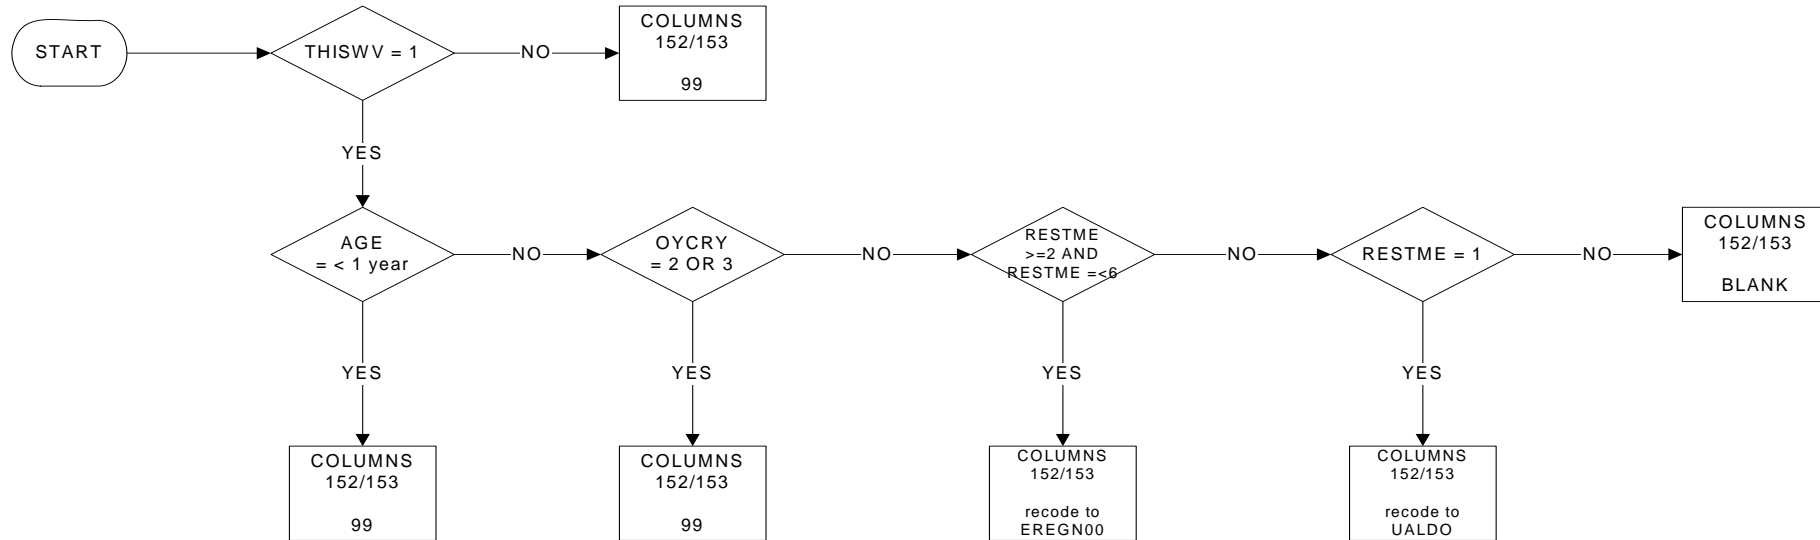 START
THISWV = 1
NO
COLUMNS
152/153
99
YES
AGE
= < 1 year
NO
OYCRY
= 2 OR 3
NO
RESTME
>=2 AND
RESTME =<6
NO
RESTME = 1
NO
COLUMNS
152/153
BLANK
YES
YES
YES
YES
COLUMNS
152/153
99
COLUMNS
152/153
99
COLUMNS
152/153
recode to
EREGN00
COLUMNS
152/153
recode to
UALDO